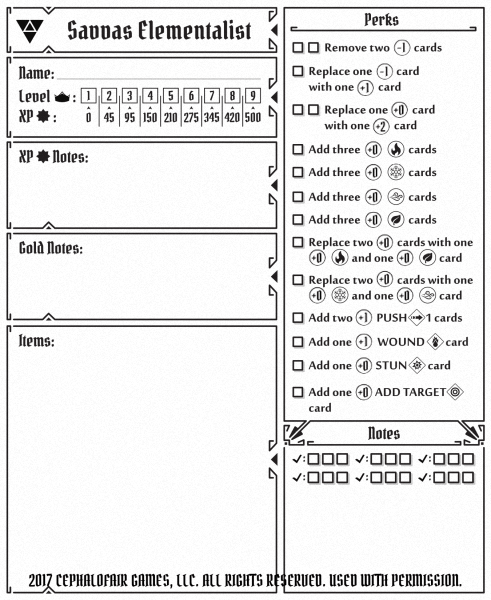 Savvas Elementalist
Name:
Level : 1 2 3 4 5 6 7 8 9
XP : 0 45 95 150 210 275 345 420 500
XP Notes:
Gold Notes:
Items:
Perks
Remove two -1 cards
Replace one -1 card
with one +1 card
Replace one +0 card
with one +2 card
Add three +0 cards
Add three +0 cards
Add three +0 cards
Add three +0 cards
Replace two +0 cards with one
+0 and one +0 card
Replace two +0 cards with one
+0 and one +0 card
Add two +1 PUSH 1 cards
Add one +1 WOUND card
Add one +0 STUN card
Add one +0 ADD TARGET
card
Notes
✓: ✓: ✓:
✓: ✓: ✓:
2017 CEPHALOFAIR GAMES, LLC. ALL RIGHTS RESERVED. USED WITH PERMISSION.